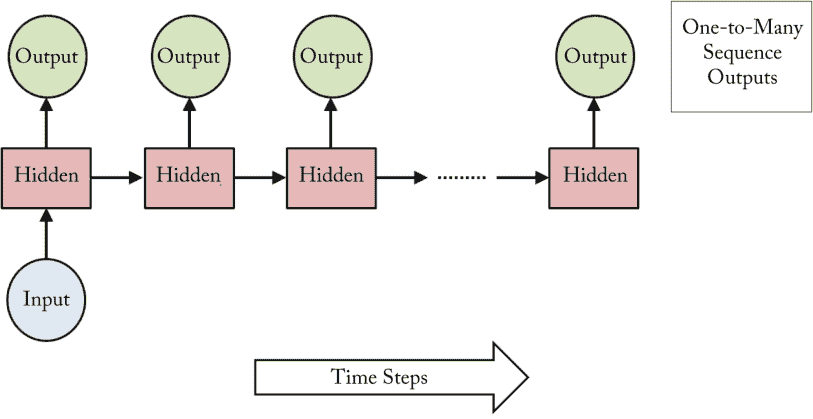 Output Output Output Output
One-to-Many
Sequence
Outputs
Hidden Hidden Hidden ......... Hidden
Input
Time Steps